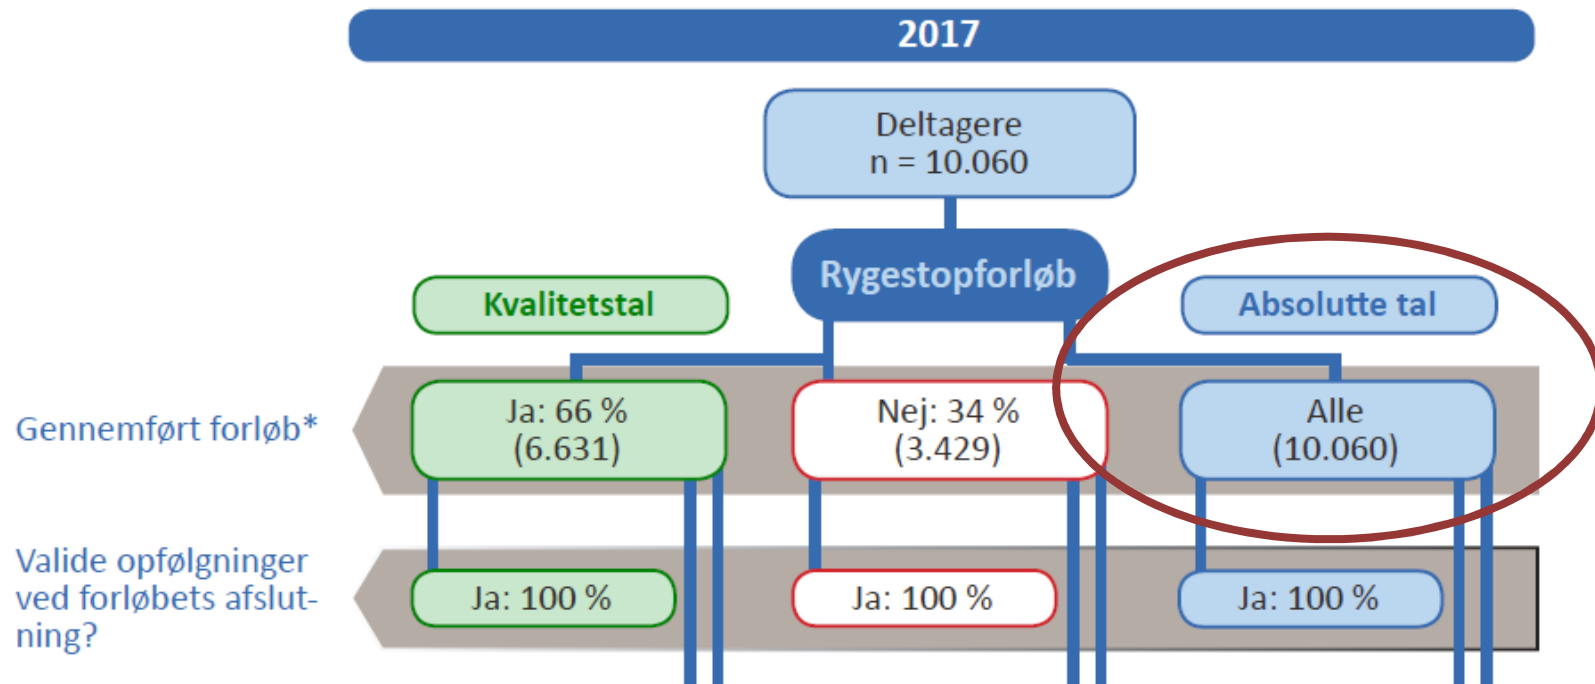 2017
Deltagere
n = 10.060
Rygestopforløb
Kvalitetstal
Absolutte tal
Gennemført forløb*
Ja: 66 %
(6.631)
Nej: 34 %
(3.429)
Alle
(10.060)
Valide opfølgninger
ved forløbets afslut-
ning?
Ja: 100 %
Ja: 100 %
Ja: 100 %